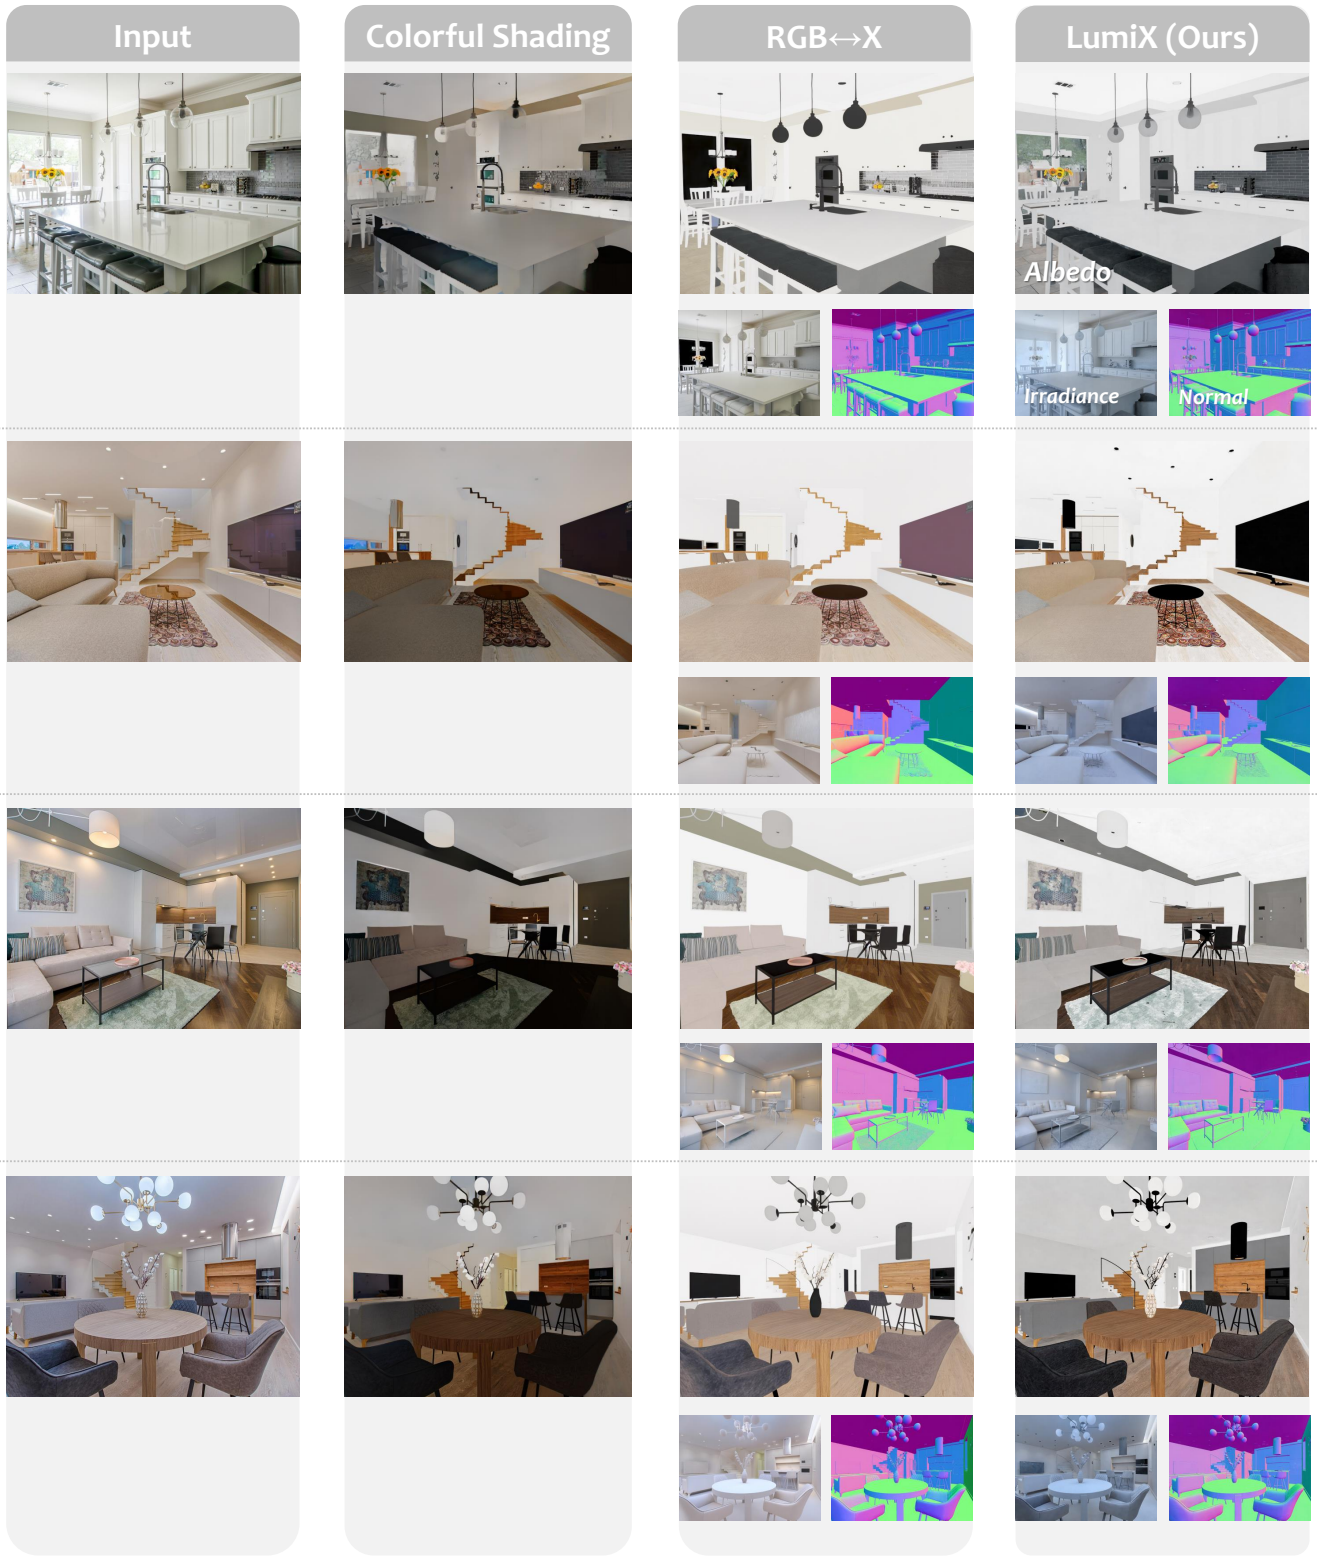 Input
Colorful Shading
RGB↔X
LumiX (Ours)
Albedo
Irradiance
Normal